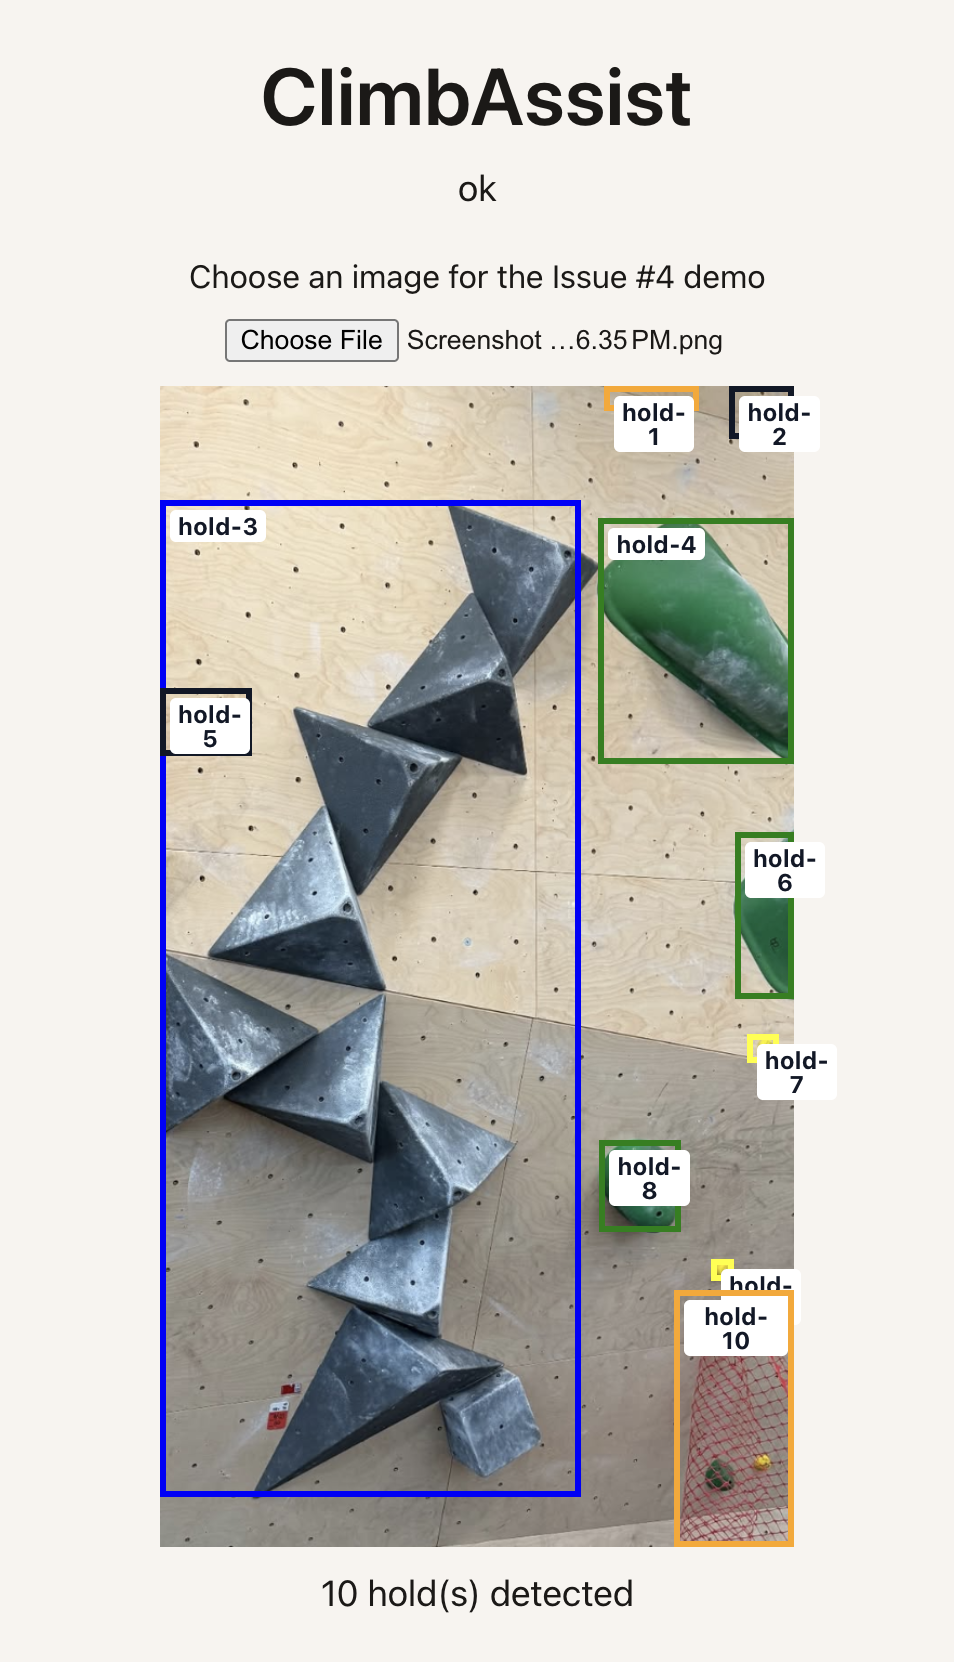 ClimbAssist
ok
Choose an image for the Issue #4 demo
Choose File Screenshot …6.35 PM.png
hold-
1
hold-
2
hold-3
hold-4
hold-
5
hold-
6
hold-
7
hold-
8
hold-
hold-
10
10 hold(s) detected